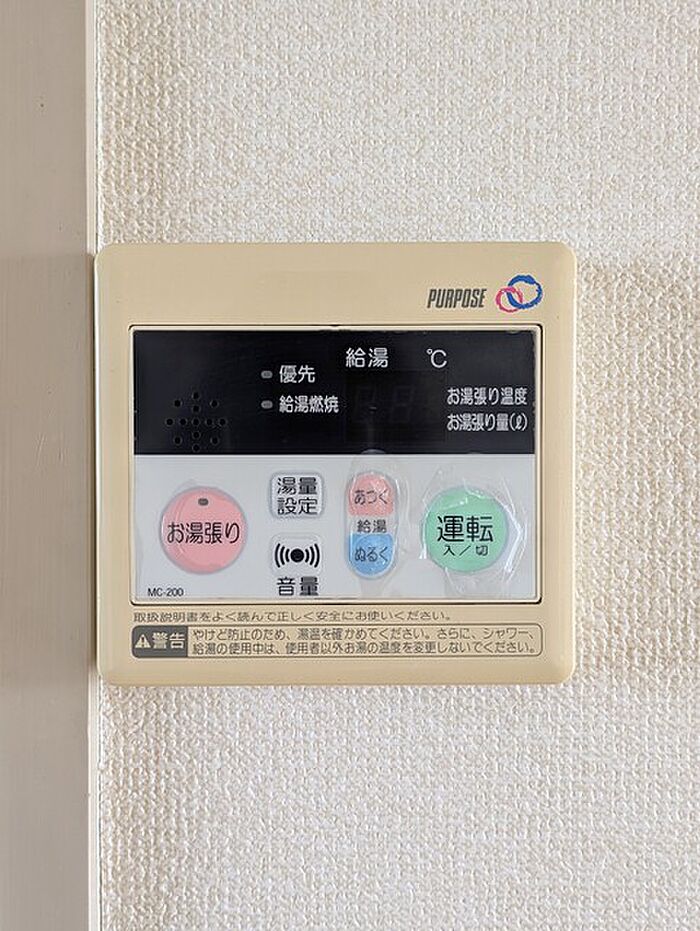 PURPOSE
給湯 ℃
優先
給湯燃焼
お湯張り温度
お湯張り量(ℓ)
お湯張り
湯量
設定
音量
あつく
給湯
ぬるく
運転
入/切
MC-200
取扱説明書をよく読んで正しく安全にお使いください。
警告
やけど防止のため、湯温を確かめてください。さらに、シャワー、
給湯の使用中は、使用者以外お湯の温度を変更しないでください。